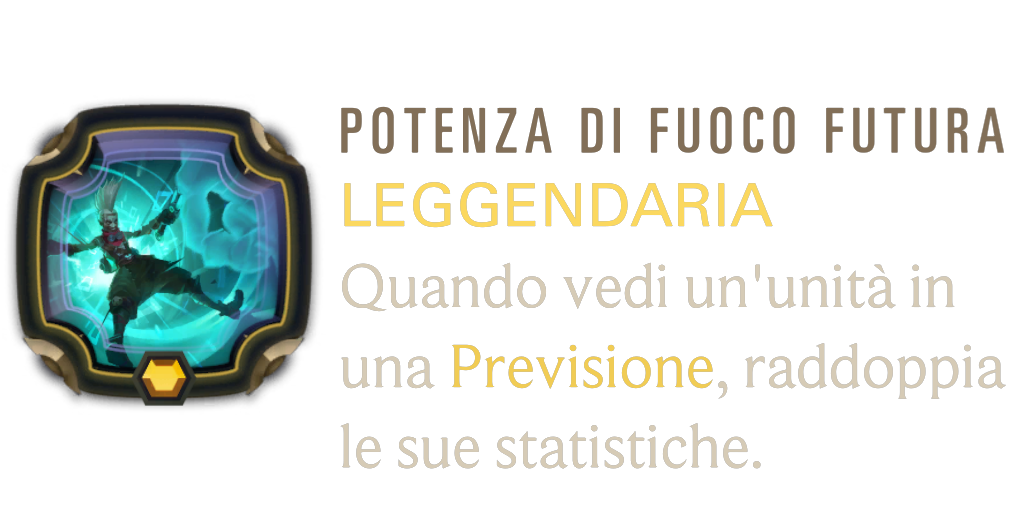 POTENZA DI FUOCO FUTURA
LEGGENDARIA
Quando vedi un'unità in
una Previsione, raddoppia
le sue statistiche.